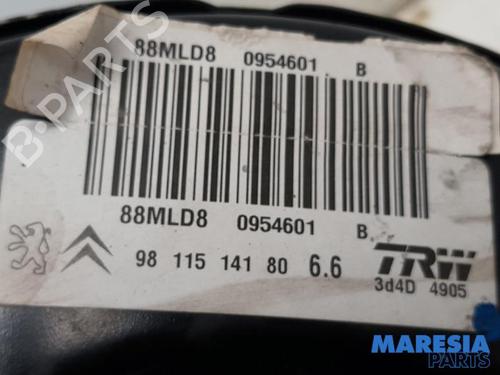 88MLD8 0954601 B
B-PARTS
88MLD8 0954601 B
98 115 141 80 6.6 TRW
3d4D 4905
MARESIA
PARTS